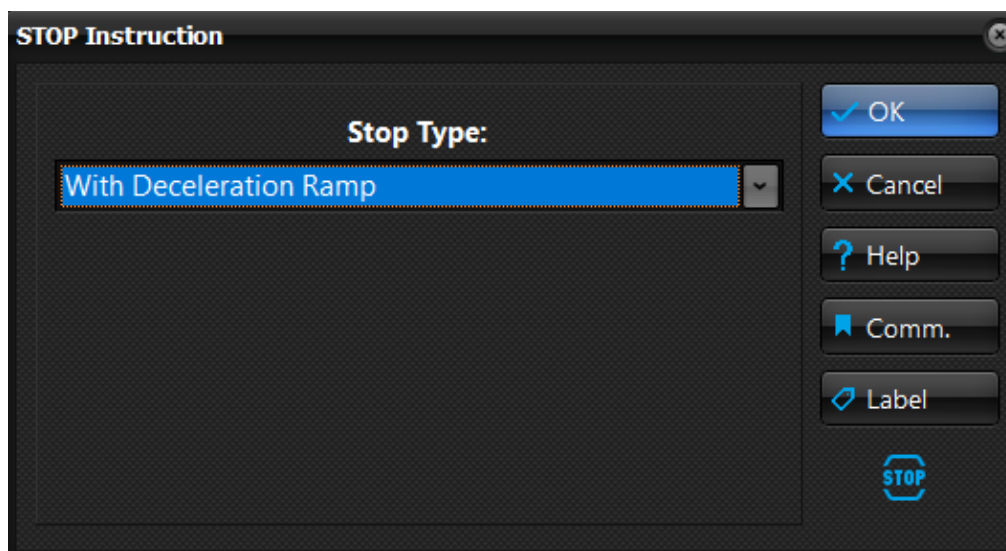 STOP Instruction
Stop Type:
With Deceleration Ramp
OK
Cancel
? Help
Comm.
Label
STOP